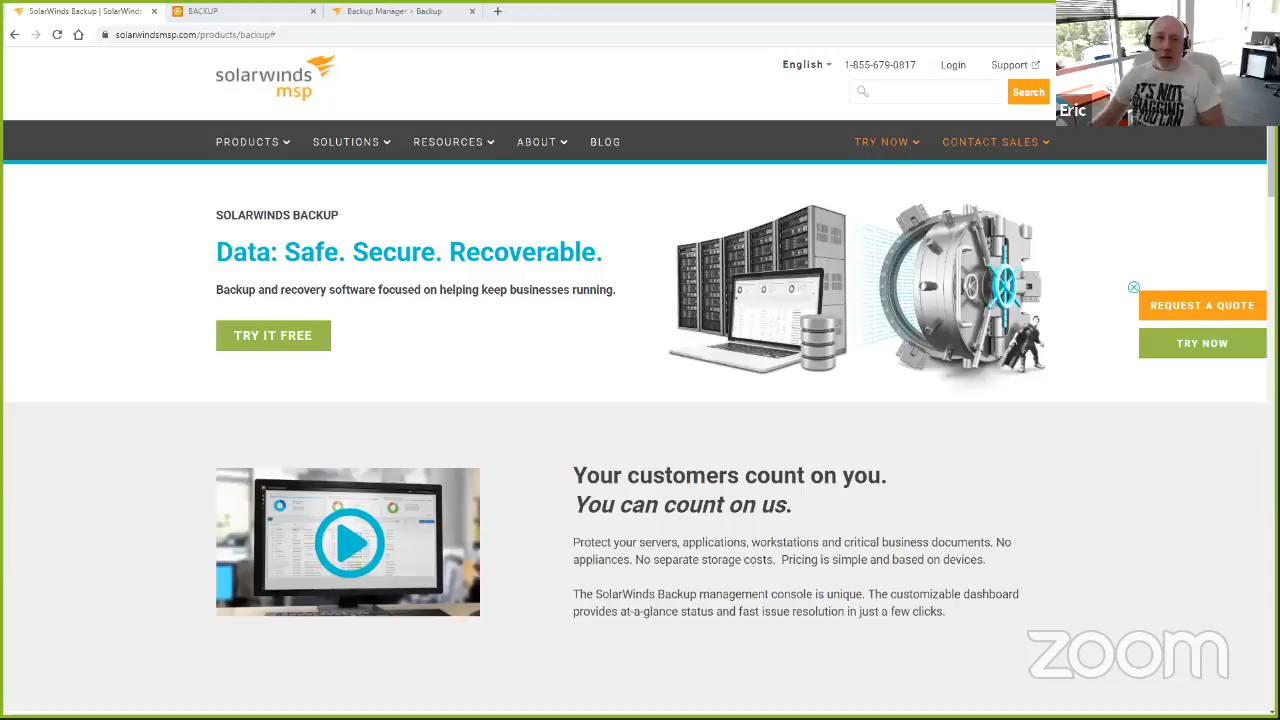 SolarWinds Backup | SolarWinds
BACKUP
Backup Manager > Backup
solarwindsmsp.com/products/backup#
solarwinds
msp
English
1-855-679-0817
Login
Support
Search
Eric
IT'S NOT
BRAGGING
YOU CAN
PRODUCTS
SOLUTIONS
RESOURCES
ABOUT
BLOG
TRY NOW
CONTACT SALES
SOLARWINDS BACKUP
Data: Safe. Secure. Recoverable.
Backup and recovery software focused on helping keep businesses running.
TRY IT FREE
REQUEST A QUOTE
TRY NOW
Your customers count on you.
You can count on us.
Protect your servers, applications, workstations and critical business documents. No
appliances. No separate storage costs. Pricing is simple and based on devices.
The SolarWinds Backup management console is unique. The customizable dashboard
provides at-a-glance status and fast issue resolution in just a few clicks.
zoom